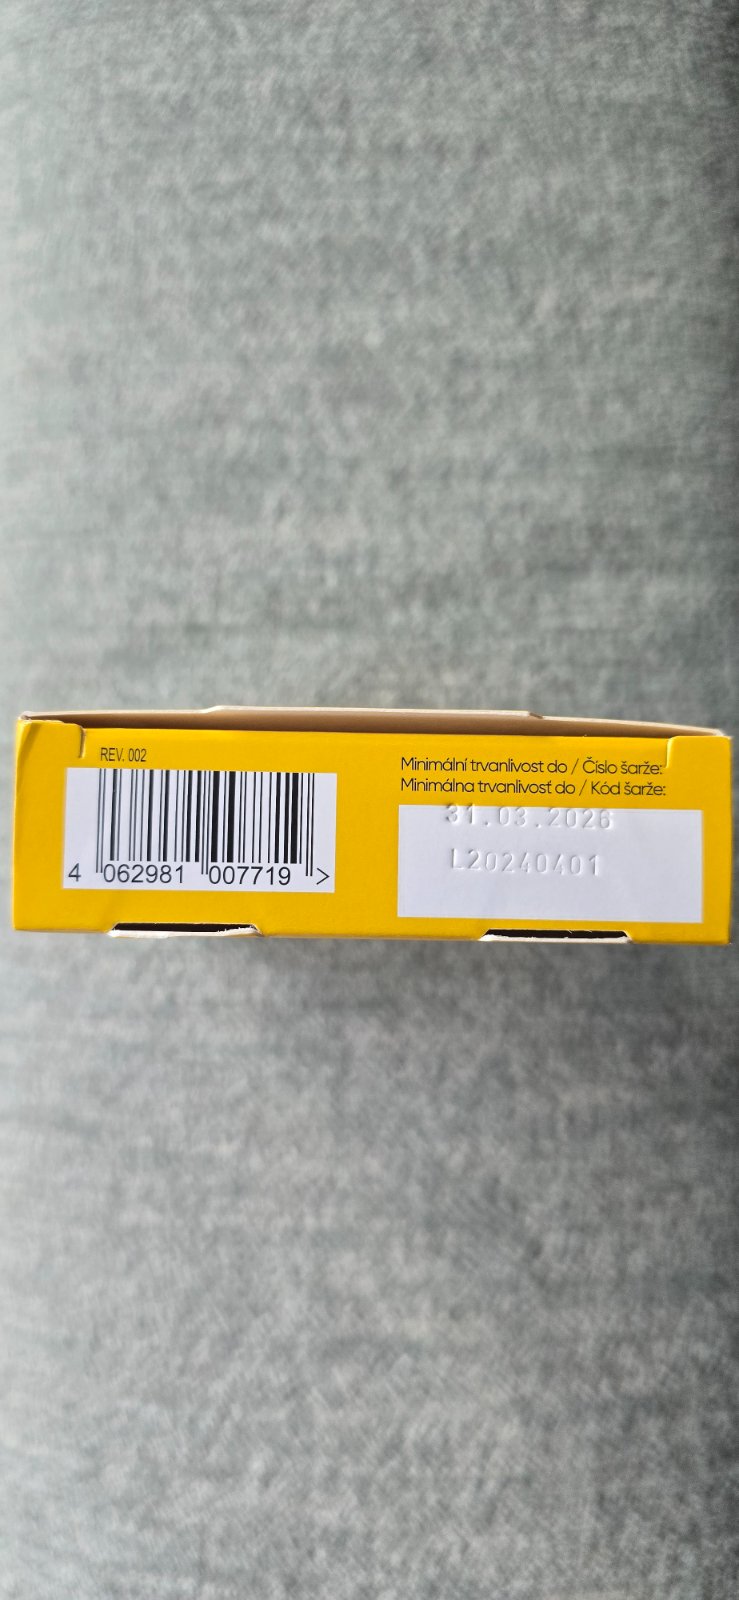 REV. 002
4 062981 007719 >
Minimální trvanlivost do / Číslo šarže:
Minimálna trvanlivosť do / Kód šarže:
31.03.2026
L20240401